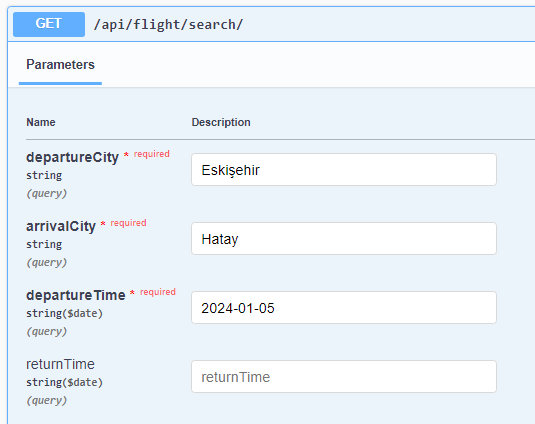 GET /api/flight/search/
Parameters
Name Description
departureCity * required
string
(query)
Eskişehir
arrivalCity * required
string
(query)
Hatay
departureTime * required
string($date)
(query)
2024-01-05
returnTime
string($date)
(query)
returnTime